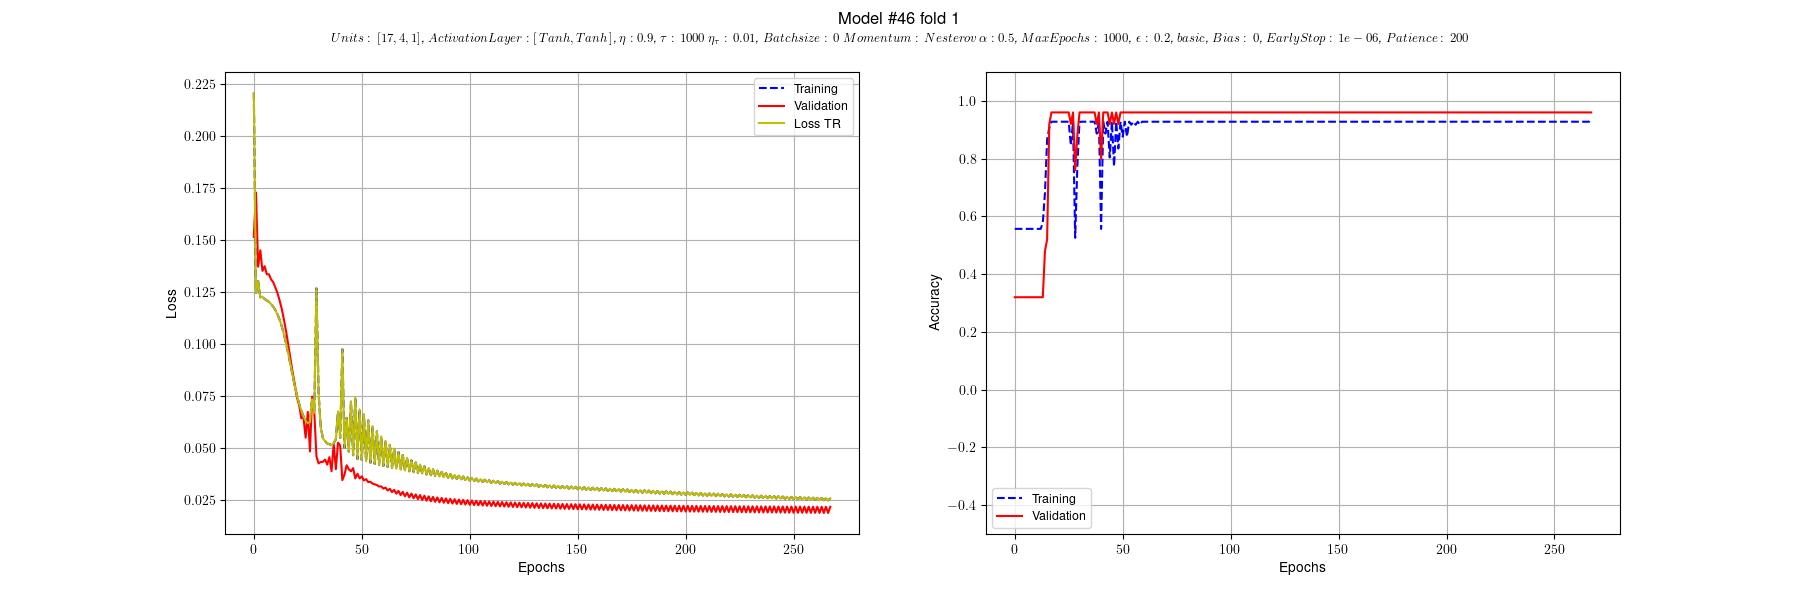 Model #46 fold 1
Units : [17, 4, 1], ActivationLayer : [Tanh, Tanh], η : 0.9, τ : 1000 η_τ : 0.01, Batchsize : 0 Momentum : Nesterov α : 0.5, MaxEpochs : 1000, ϵ : 0.2, basic, Bias : 0, EarlyStop : 1e − 06, Patience : 200
Training
Validation
Loss TR
0.225
0.200
0.175
0.150
0.125
0.100
0.075
0.050
0.025
Loss
0
50
100
150
200
250
Epochs
1.0
0.8
0.6
0.4
0.2
0.0
−0.2
−0.4
Accuracy
Training
Validation
0
50
100
150
200
250
Epochs